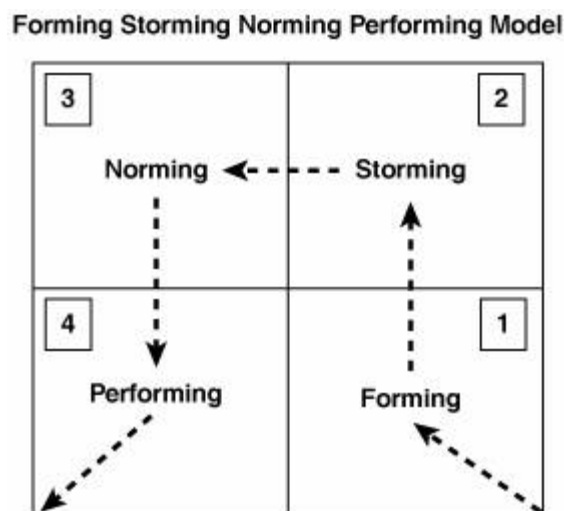 Forming Storming Norming Performing Model
3
2
Norming
Storming
4
1
Performing
Forming